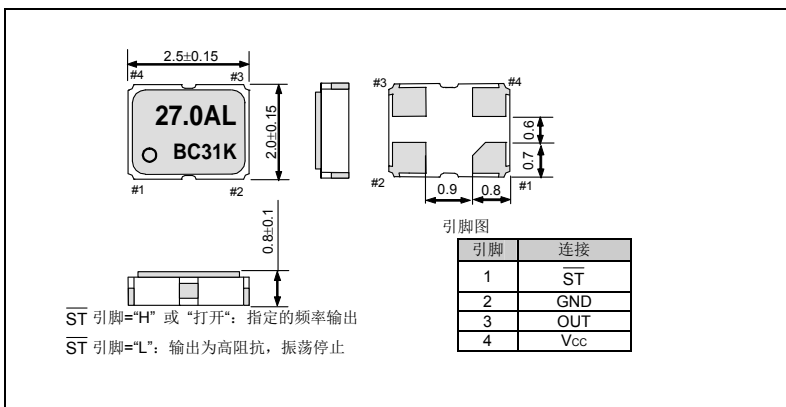 2.5±0.15
#4
#3
27.0AL
BC31K
2.0±0.15
#1
#2
#3
#4
0.6
0.7
#2
0.9
0.8
#1
0.8±0.1
引脚图
引脚 连接
1 ST
2 GND
3 OUT
4 Vcc
ST 引脚="H" 或 "打开": 指定的频率输出
ST 引脚="L": 输出为高阻抗, 振荡停止